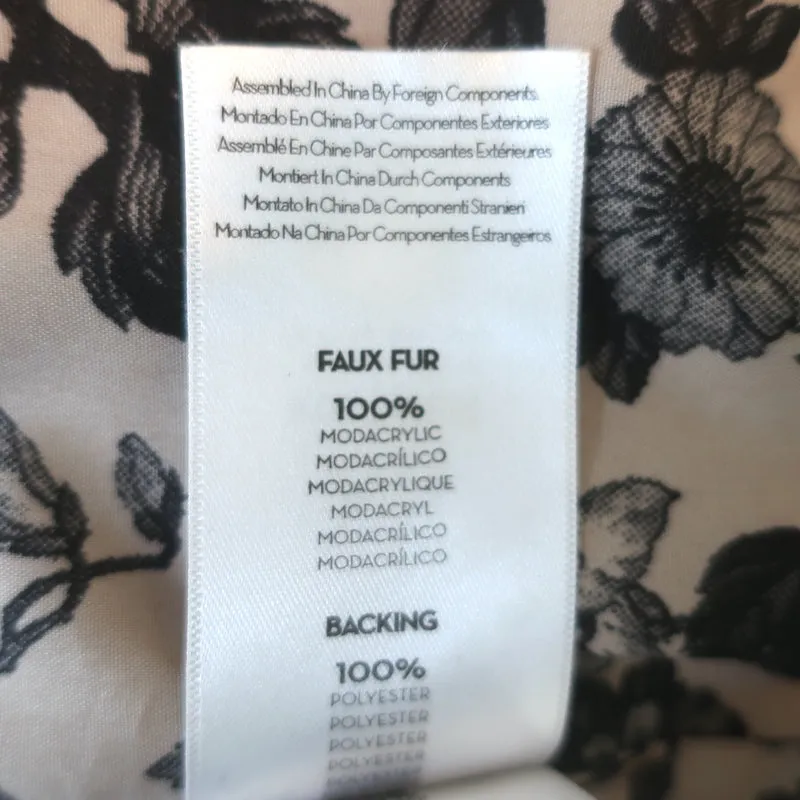 Assembled In China By Foreign Components.
Montado En China Por Componentes Exteriores
Assemblé En Chine Par Composantes Extérieures
Montiert In China Durch Components
Montato In China Da Componenti Stranieri
Montado Na China Por Componentes Estrangeiros
FAUX FUR
100%
MODACRYLIC
MODACRÍLICO
MODACRYLIQUE
MODACRYL
MODACRÍLICO
MODACRÍLICO
BACKING
100%
POLYESTER
POLYESTER
POLYESTER
POLYESTER
POLYESTER